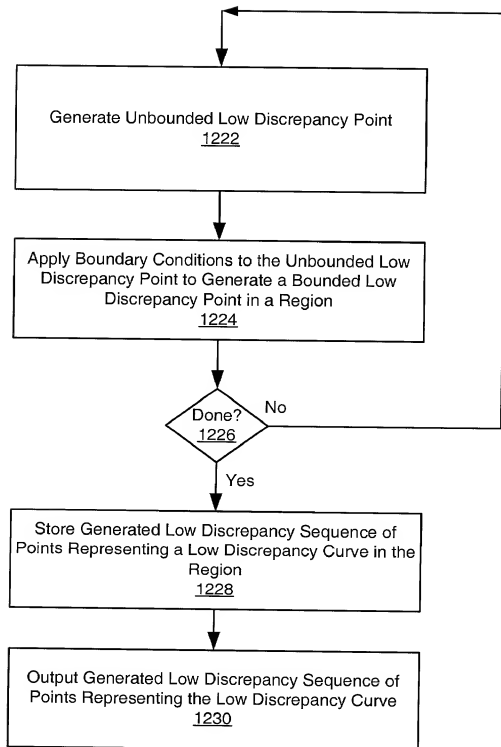 Generate Unbounded Low Discrepancy Point
1222
Apply Boundary Conditions to the Unbounded Low
Discrepancy Point to Generate a Bounded Low
Discrepancy Point in a Region
1224
Done?
No
1226
Yes
Store Generated Low Discrepancy Sequence of
Points Representing a Low Discrepancy Curve in the
Region
1228
Output Generated Low Discrepancy Sequence of
Points Representing the Low Discrepancy Curve
1230